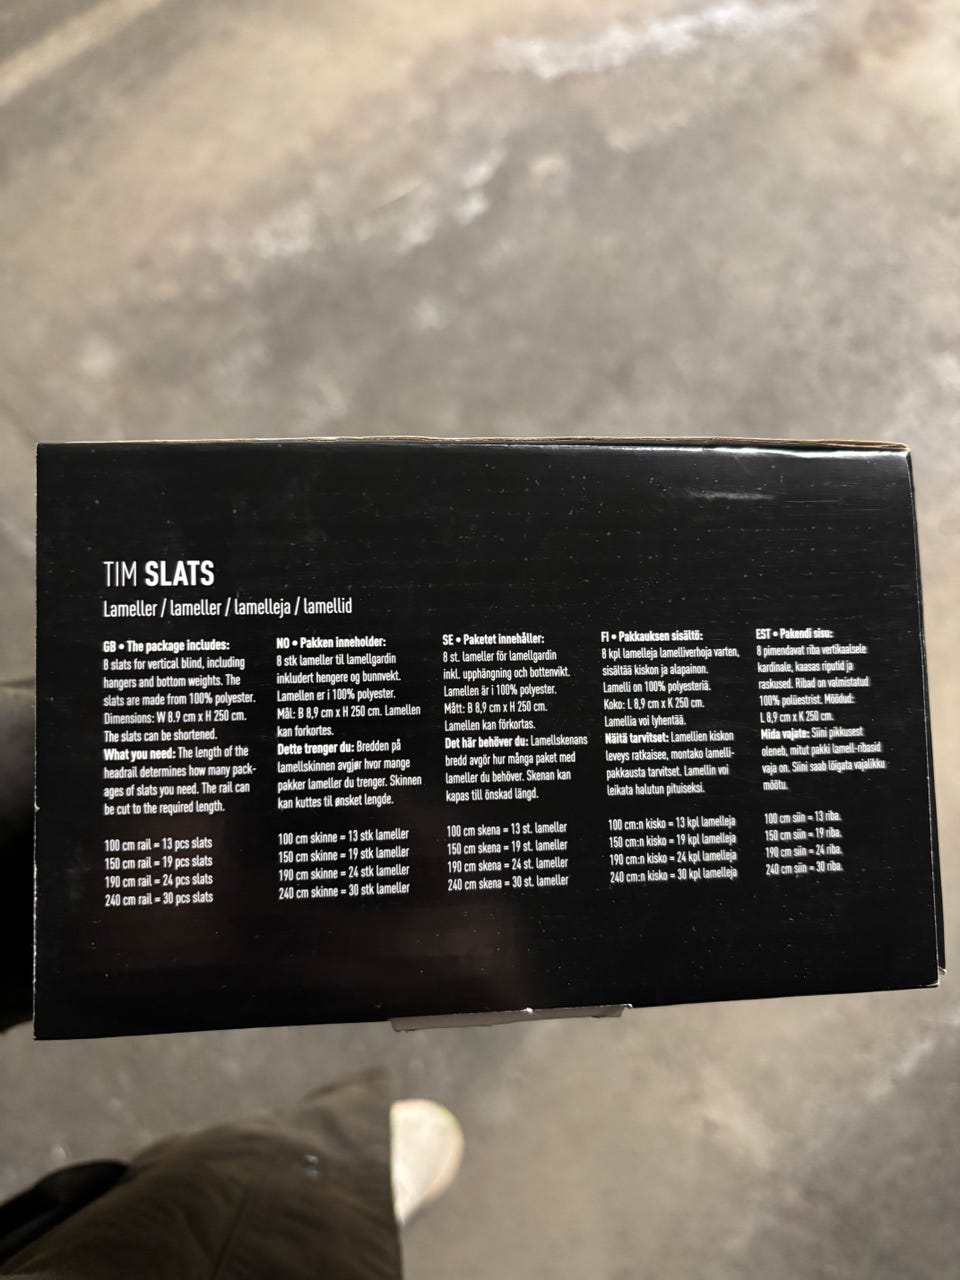 TIM SLATS
Lameller / lameller / lamelleja / lamellid
GB • The package includes:
8 slats for vertical blind, including
hangers and bottom weights. The
slats are made from 100% polyester.
Dimensions: W 8.9 cm x H 250 cm.
The slats can be shortened.
What you need: The length of the
headrail determines how many pack-
ages of slats you need. The rail can
be cut to the required length.
100 cm rail = 13 pcs slats
150 cm rail = 19 pcs slats
190 cm rail = 24 pcs slats
240 cm rail = 30 pcs slats
NO • Pakken inneholder:
8 stk lameller til lamellgardin
inkludert hengere og bunnvekt.
Lamellen er i 100% polyester.
Mål: B 8,9 cm x H 250 cm. Lamellen
kan forkortes.
Dette trenger du: Bredden på
lamellskinnen avgjør hvor mange
pakker lameller du trenger. Skinnen
kan kuttes til ønsket lengde.
100 cm skinne = 13 stk lameller
150 cm skinne = 19 stk lameller
190 cm skinne = 24 stk lameller
240 cm skinne = 30 stk lameller
SE • Paketet innehåller:
8 st. lameller för lamellgardin
inkl. upphängning och bottenvikt.
Lamellen är i 100% polyester.
Mått: B 8,9 cm x H 250 cm.
Lamellen kan förkortas.
Det här behöver du: Lamellskenans
bredd avgör hur många paket med
lameller du behöver. Skenan kan
kapas till önskad längd.
100 cm skena = 13 st. lameller
150 cm skena = 19 st. lameller
190 cm skena = 24 st. lameller
240 cm skena = 30 st. lameller
FI • Pakkauksen sisältö:
8 kpl lamelleja lamelliverhoja varten,
sisältää kiskon ja alapainon.
Lamelli on 100% polyesteriä.
Koko: L 8,9 cm x K 250 cm.
Lamellia voi lyhentää.
Näitä tarvitset: Lamellien kiskon
leveys ratkaisee, montako lamelli-
pakkausta tarvitset. Lamellin voi
leikata halutun pituiseksi.
100 cm:n kisko = 13 kpl lamelleja
150 cm:n kisko = 19 kpl lamelleja
190 cm:n kisko = 24 kpl lamelleja
240 cm:n kisko = 30 kpl lamelleja
EST • Pakendi sisu:
8 pimendavat riba vertikaalsele
kardinale, kaasas riputid ja
raskused. Ribad on valmistatud
100% polüestrist. Mõõdud:
L 8,9 cm x K 250 cm.
Mida vajate: Siini pikkusest
oleneb, mitut pakki lamell-ribasid
vaja on. Siini saab lõigata vajalikku
mõõtu.
100 cm siin = 13 riba.
150 cm siin = 19 riba.
190 cm siin = 24 riba.
240 cm siin = 30 riba.